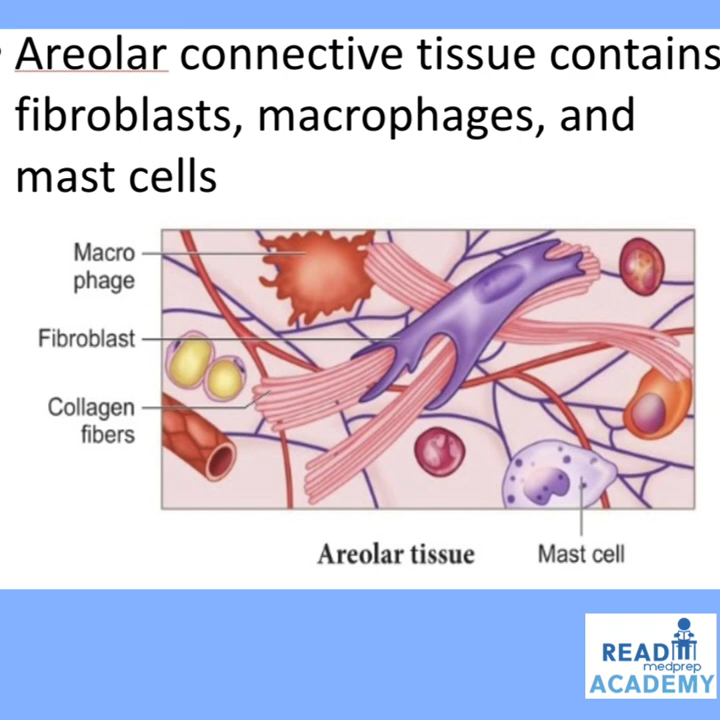 • Areolar connective tissue contains
fibroblasts, macrophages, and
mast cells
Macro
phage
Fibroblast
Collagen
fibers
Areolar tissue
Mast cell
READ
medprep
ACADEMY